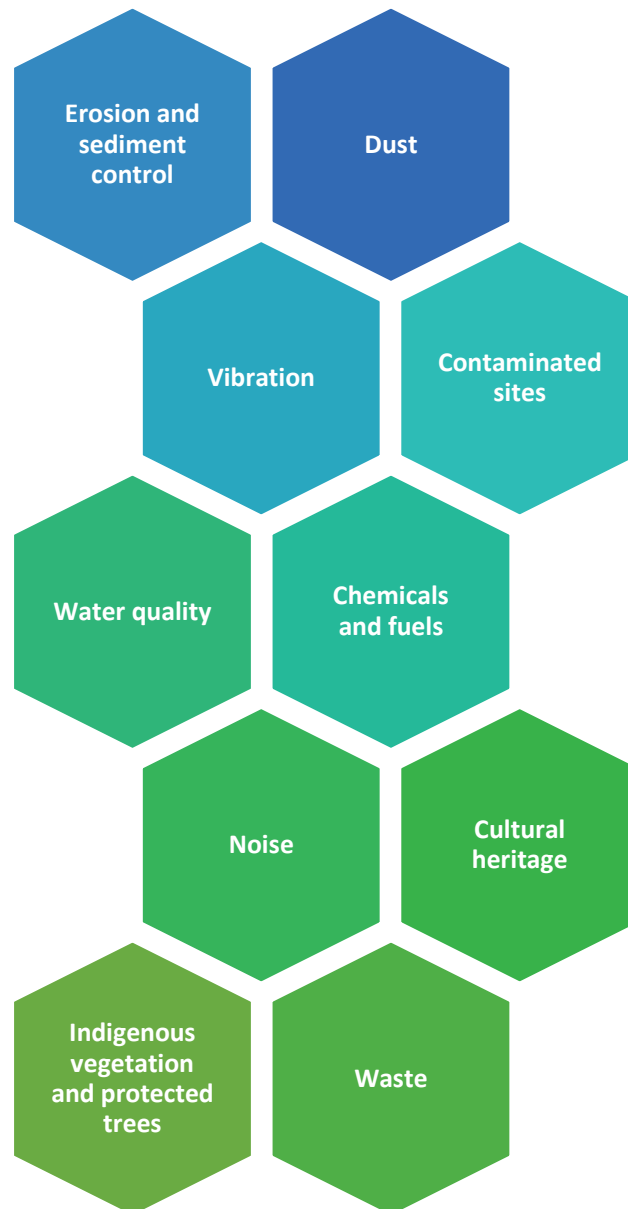 Erosion and
sediment
control
Dust
Vibration
Contaminated
sites
Water quality
Chemicals
and fuels
Noise
Cultural
heritage
Indigenous
vegetation
and protected
trees
Waste